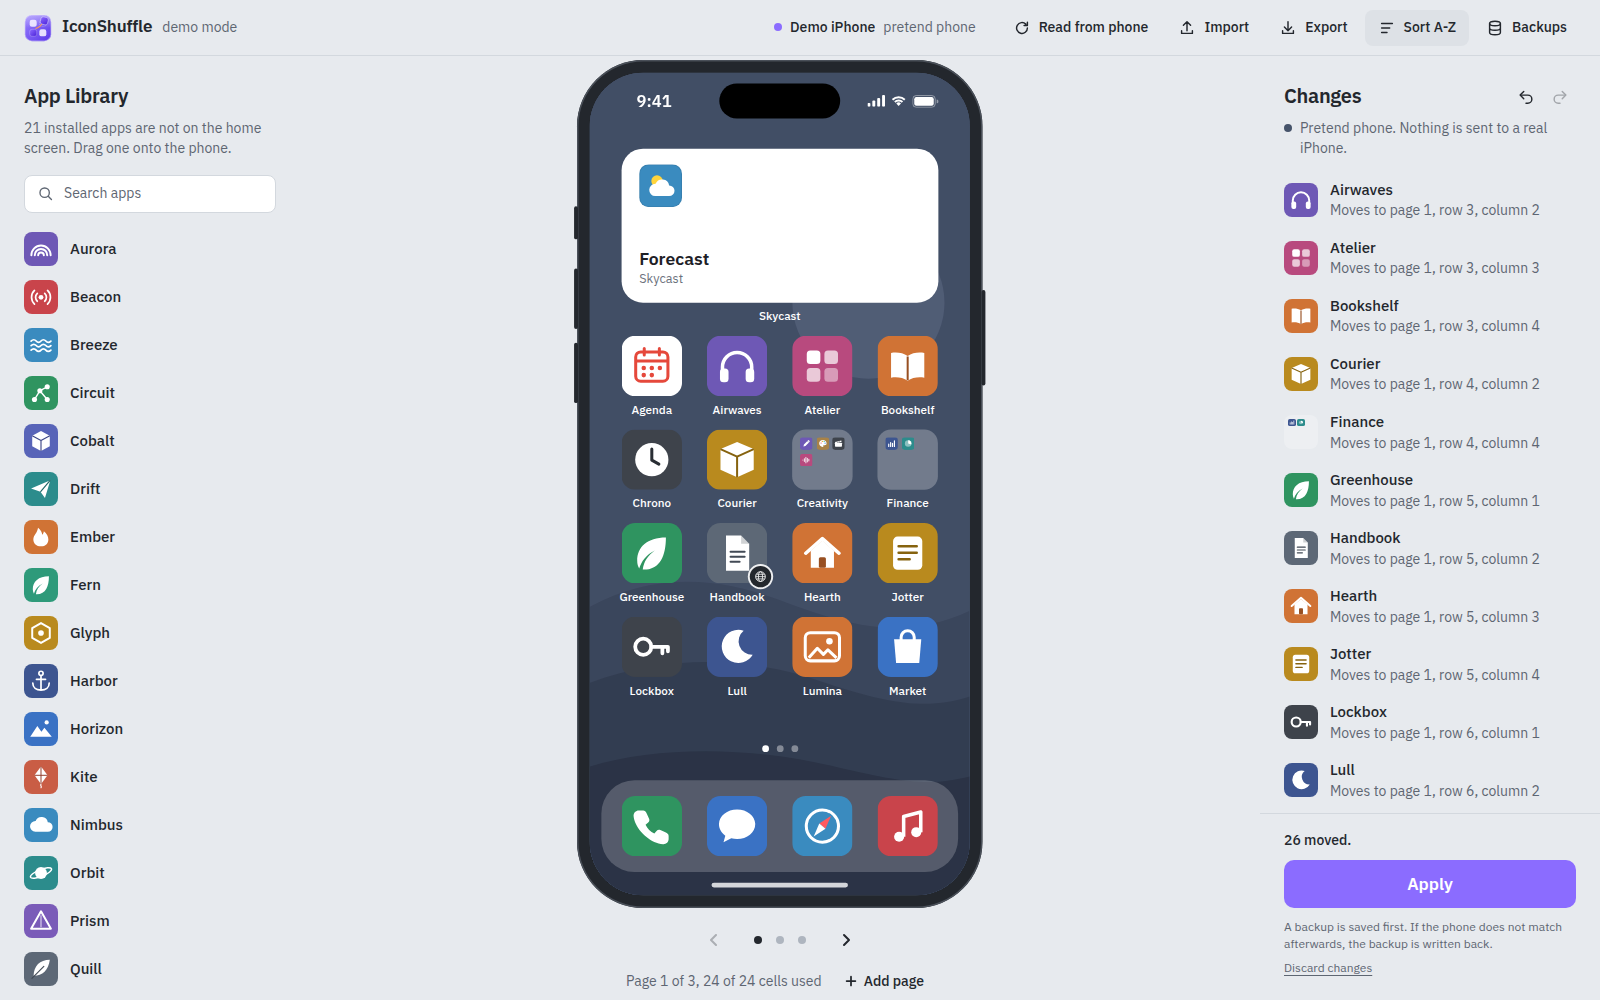 IconShuffle demo mode
Demo iPhone pretend phone
Read from phone
Import
Export
Sort A-Z
Backups
App Library
21 installed apps are not on the home
screen. Drag one onto the phone.
Search apps
Aurora
Beacon
Breeze
Circuit
Cobalt
Drift
Ember
Fern
Glyph
Harbor
Horizon
Kite
Nimbus
Orbit
Prism
Quill
9:41
Forecast
Skycast
Skycast
Agenda Airwaves Atelier Bookshelf
Chrono Courier Creativity Finance
Greenhouse Handbook Hearth Jotter
Lockbox Lull Lumina Market
Page 1 of 3, 24 of 24 cells used
Add page
Changes
Pretend phone. Nothing is sent to a real
iPhone.
Airwaves
Moves to page 1, row 3, column 2
Atelier
Moves to page 1, row 3, column 3
Bookshelf
Moves to page 1, row 3, column 4
Courier
Moves to page 1, row 4, column 2
Finance
Moves to page 1, row 4, column 4
Greenhouse
Moves to page 1, row 5, column 1
Handbook
Moves to page 1, row 5, column 2
Hearth
Moves to page 1, row 5, column 3
Jotter
Moves to page 1, row 5, column 4
Lockbox
Moves to page 1, row 6, column 1
Lull
Moves to page 1, row 6, column 2
26 moved.
Apply
A backup is saved first. If the phone does not match
afterwards, the backup is written back.
Discard changes